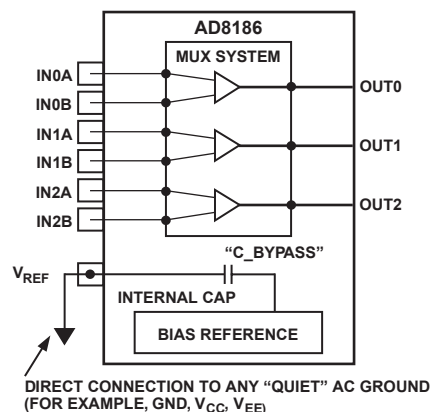 AD8186
MUX SYSTEM
IN0A
IN0B
IN1A
IN1B
IN2A
IN2B
OUT0
OUT1
OUT2
"C_BYPASS"
VREF
INTERNAL CAP
BIAS REFERENCE
DIRECT CONNECTION TO ANY “QUIET” AC GROUND
(FOR EXAMPLE, GND, VCC, VEE)